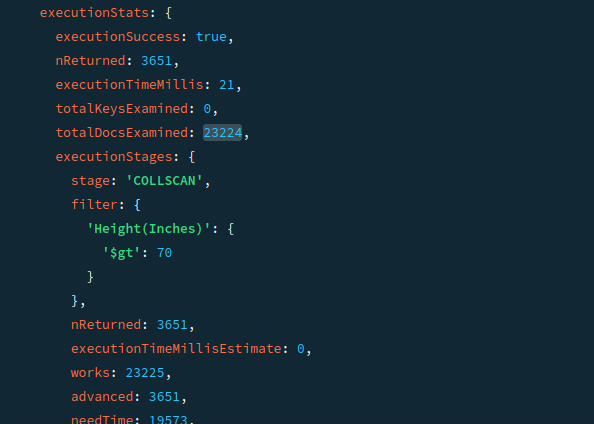 executionStats: {
executionSuccess: true,
nReturned: 3651,
executionTimeMillis: 21,
totalKeysExamined: 0,
totalDocsExamined: 23224,
executionStages: {
stage: 'COLLSCAN',
filter: {
'Height(Inches)': {
'$gt': 70
}
},
nReturned: 3651,
executionTimeMillisEstimate: 0,
works: 23225,
advanced: 3651,
needTime: 19573,